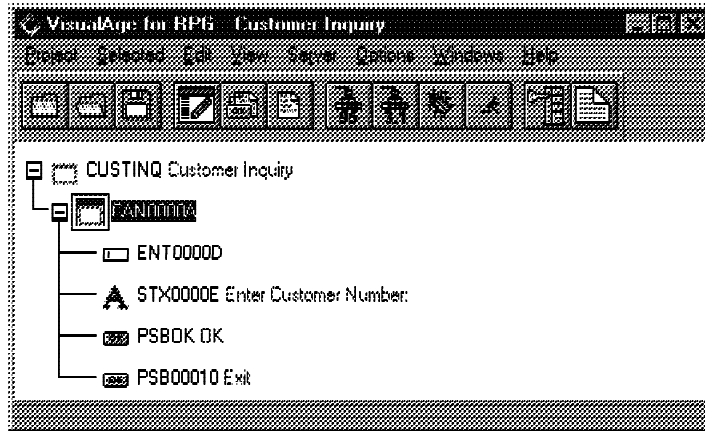 VisualAge for RPG - Customer Inquiry
Project Selected Edit View Server Options Windows Help
CUSTINQ Customer Inquiry
ENT0000D
STX0000E Enter Customer Number:
PSBOK OK
PSB00010 Exit